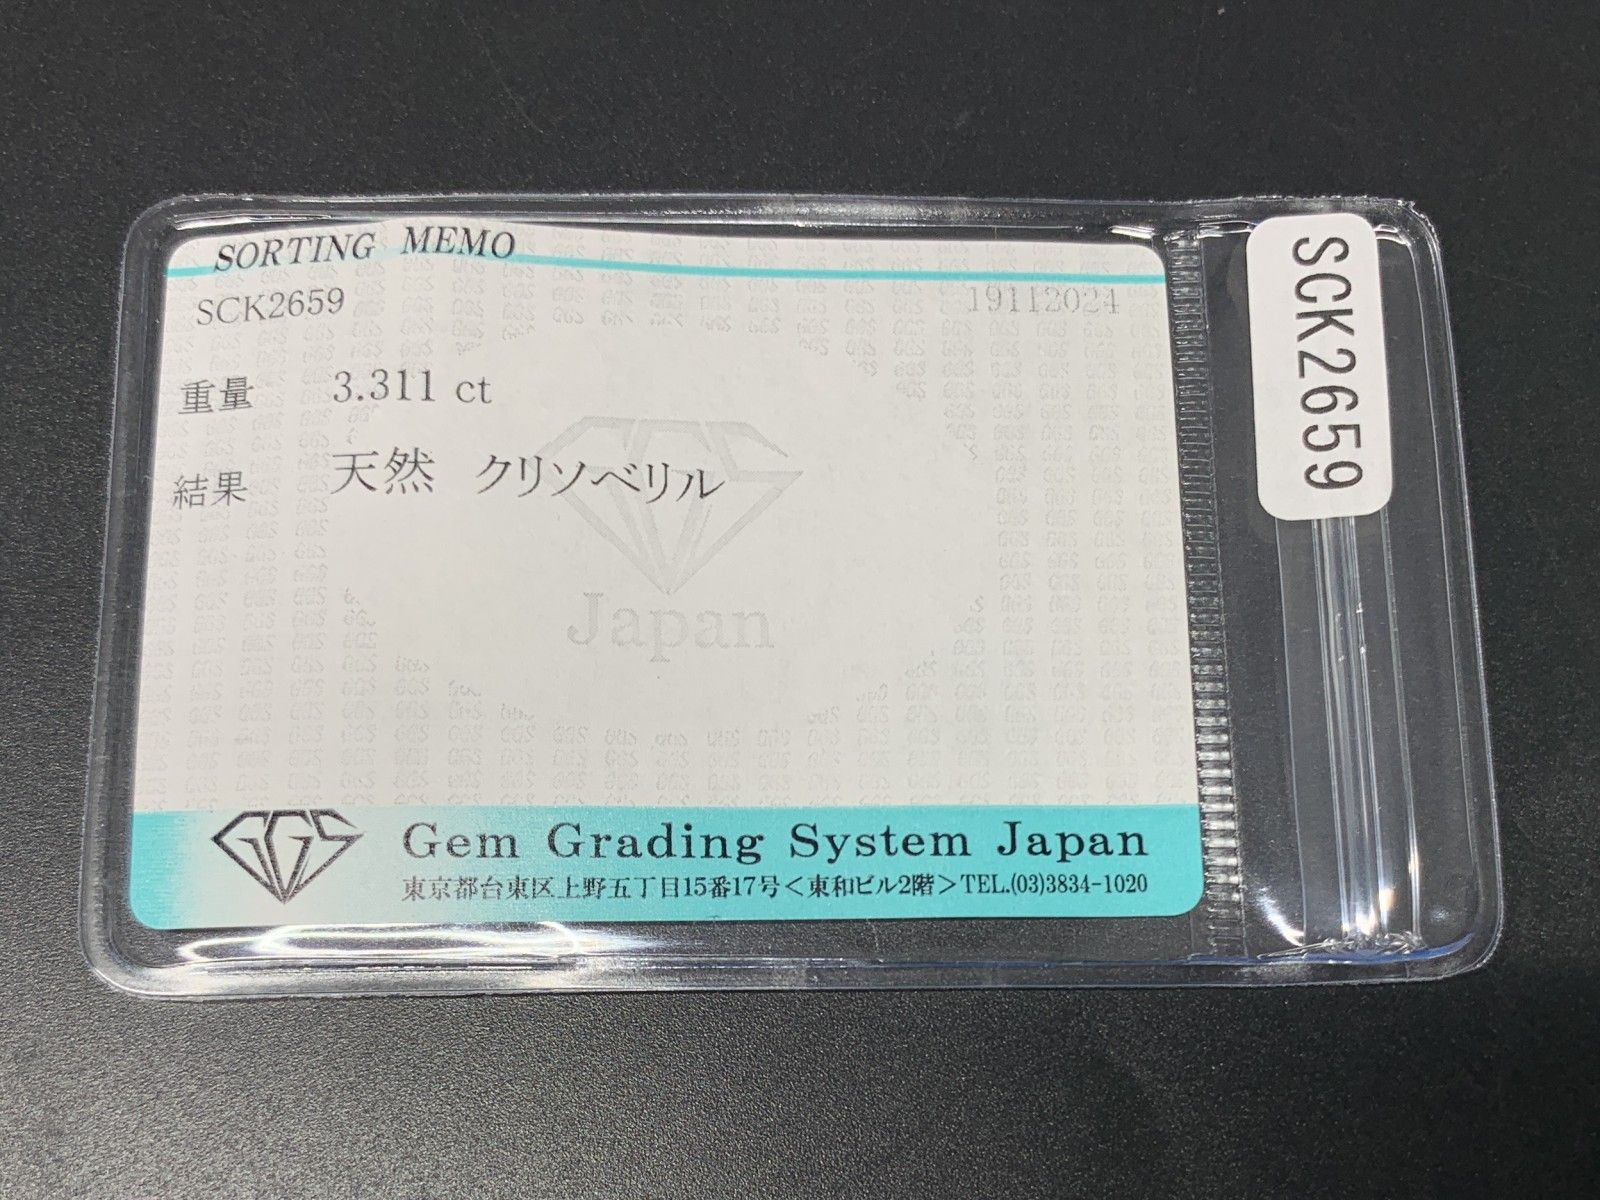 SORTING MEMO
SCK2659
19112024
重量 3.311 ct
結果 天然 クリソベリル
GGS
Japan
GGS
Gem Grading System Japan
東京都台東区上野五丁目15番17号<東和ビル2階>TEL.(03)3834-1020
SCK2659